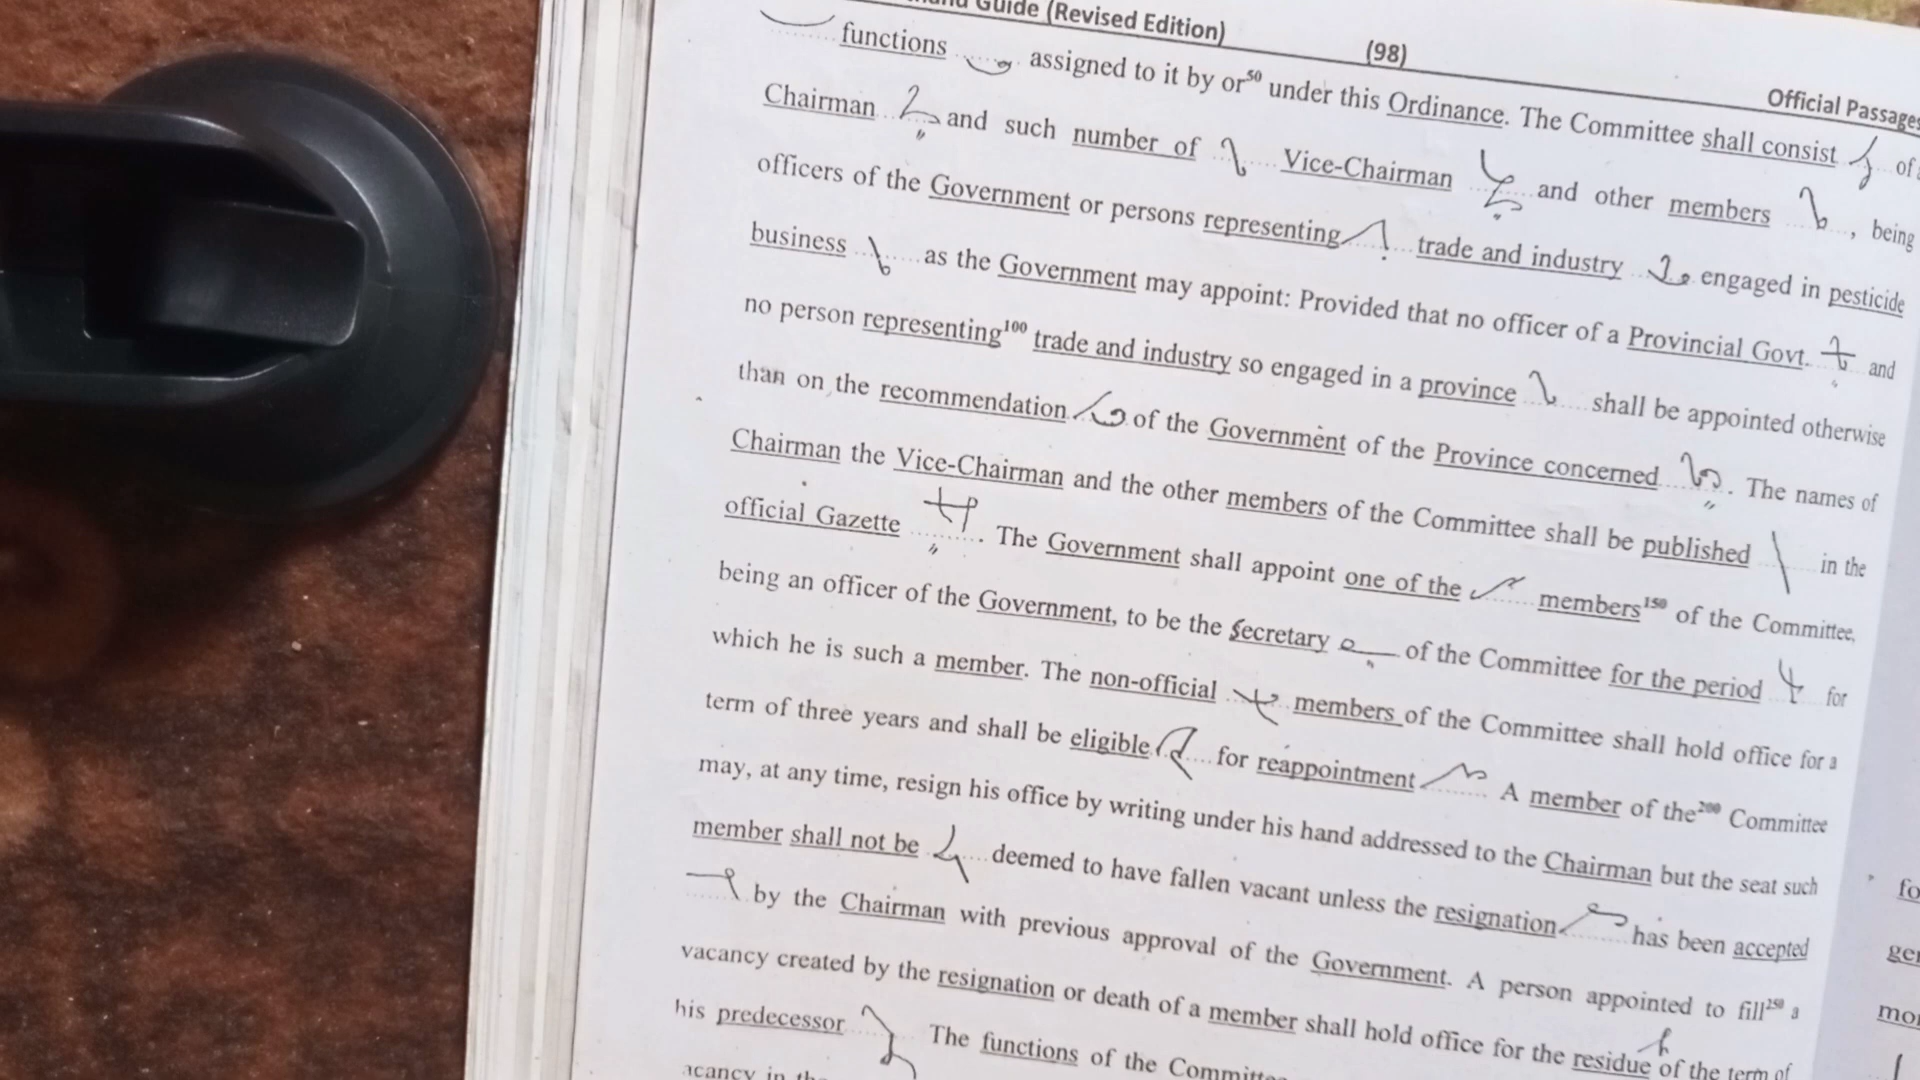 Guide (Revised Edition) (98) Official Passages
functions assigned to it by or50 under this Ordinance. The Committee shall consist of
Chairman and such number of Vice-Chairman and other members , being
officers of the Government or persons representing trade and industry engaged in pesticide
business as the Government may appoint: Provided that no officer of a Provincial Govt. and
no person representing100 trade and industry so engaged in a province shall be appointed otherwise
than on the recommendation of the Government of the Province concerned . The names of
Chairman the Vice-Chairman and the other members of the Committee shall be published in the
official Gazette . The Government shall appoint one of the members150 of the Committee,
being an officer of the Government, to be the Secretary of the Committee for the period for
which he is such a member. The non-official members of the Committee shall hold office for a
term of three years and shall be eligible for reappointment . A member of the200 Committee
may, at any time, resign his office by writing under his hand addressed to the Chairman but the seat such
member shall not be deemed to have fallen vacant unless the resignation has been accepted
by the Chairman with previous approval of the Government. A person appointed to fill250 a
vacancy created by the resignation or death of a member shall hold office for the residue of the term of
his predecessor The functions of the